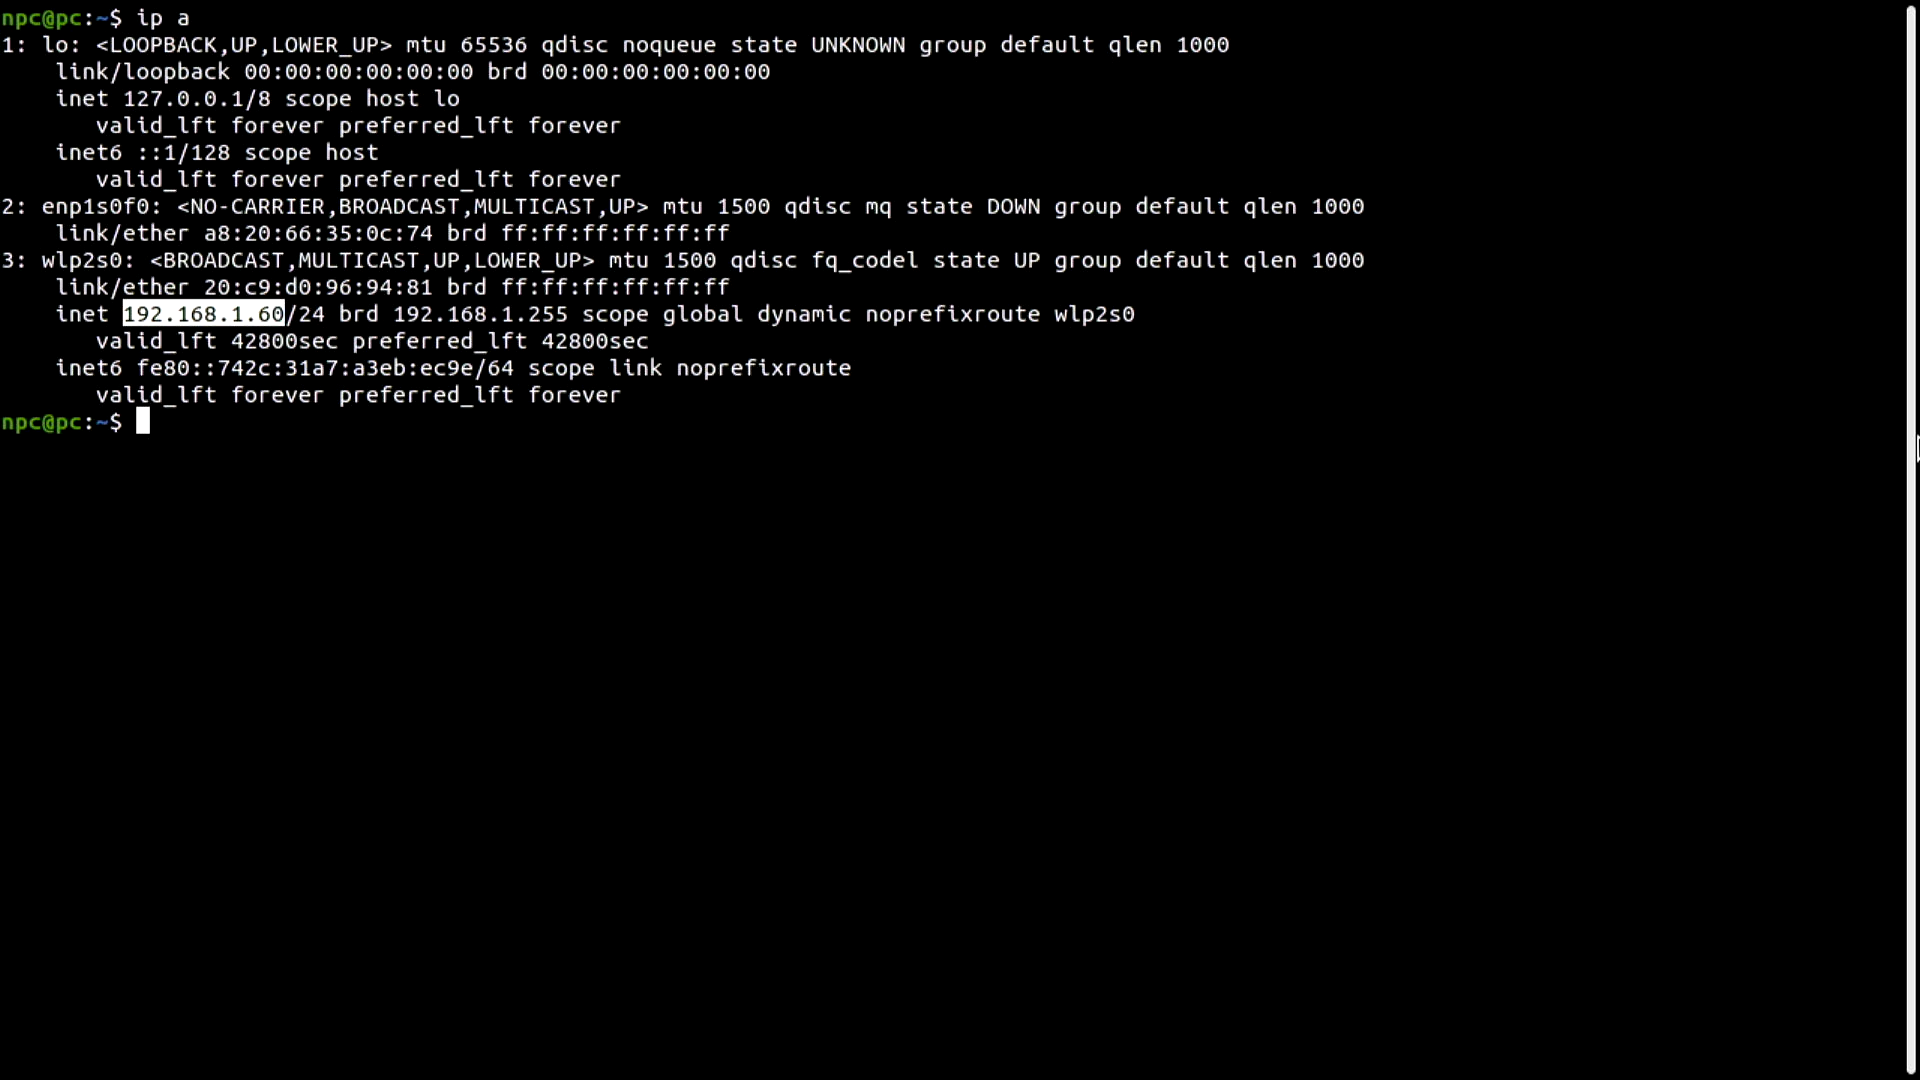 npc@pc:~$ ip a
1: lo: <LOOPBACK,UP,LOWER_UP> mtu 65536 qdisc noqueue state UNKNOWN group default qlen 1000
    link/loopback 00:00:00:00:00:00 brd 00:00:00:00:00:00
    inet 127.0.0.1/8 scope host lo
       valid_lft forever preferred_lft forever
    inet6 ::1/128 scope host
       valid_lft forever preferred_lft forever
2: enp1s0f0: <NO-CARRIER,BROADCAST,MULTICAST,UP> mtu 1500 qdisc mq state DOWN group default qlen 1000
    link/ether a8:20:66:35:0c:74 brd ff:ff:ff:ff:ff:ff
3: wlp2s0: <BROADCAST,MULTICAST,UP,LOWER_UP> mtu 1500 qdisc fq_codel state UP group default qlen 1000
    link/ether 20:c9:d0:96:94:81 brd ff:ff:ff:ff:ff:ff
    inet 192.168.1.60/24 brd 192.168.1.255 scope global dynamic noprefixroute wlp2s0
       valid_lft 42800sec preferred_lft 42800sec
    inet6 fe80::742c:31a7:a3eb:ec9e/64 scope link noprefixroute
       valid_lft forever preferred_lft forever
npc@pc:~$